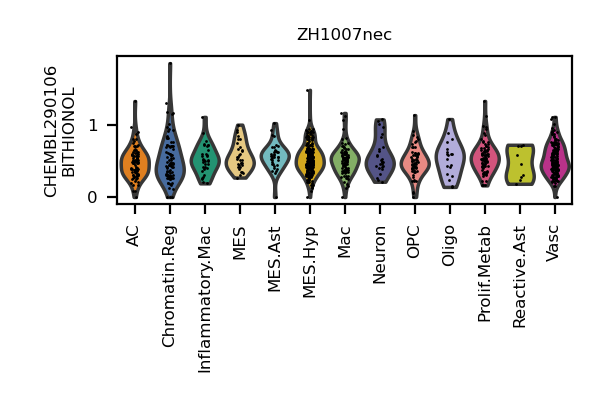 ZH1007nec
CHEMBL290106
BITHIONOL
1
0
AC
Chromatin.Reg
Inflammatory.Mac
MES
MES.Ast
MES.Hyp
Mac
Neuron
OPC
Oligo
Prolif.Metab
Reactive.Ast
Vasc